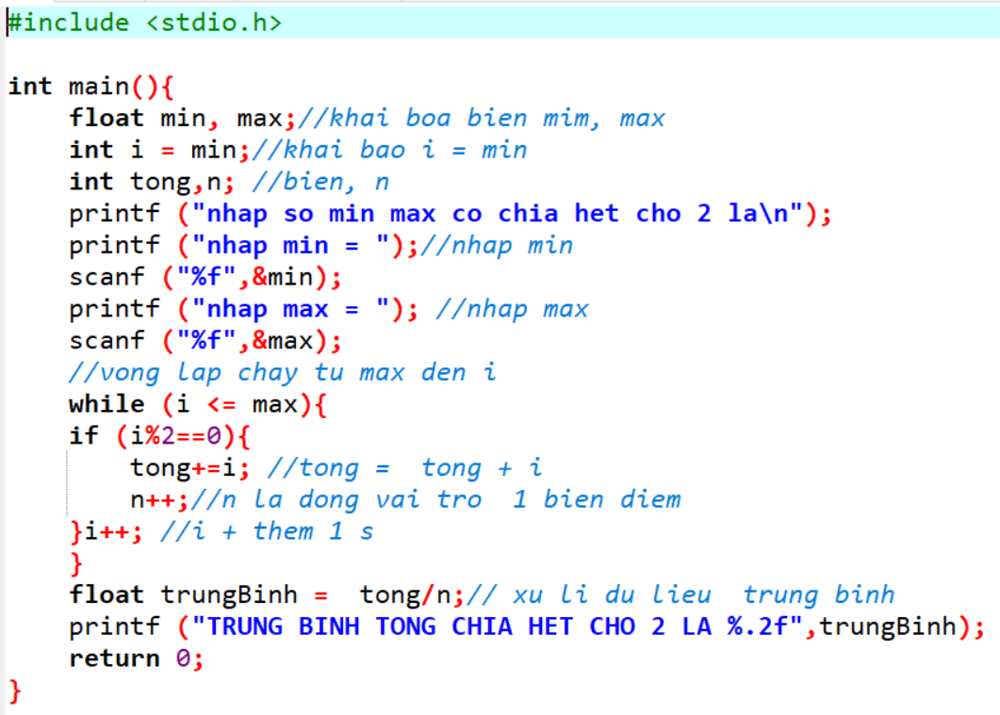 #include <stdio.h>
int main(){
float min, max;//khai boa bien mim, max
int i = min;//khai bao i = min
int tong,n; //bien, n
printf ("nhap so min max co chia het cho 2 la\n");
printf ("nhap min = ");//nhap min
scanf ("%f",&min);
printf ("nhap max = "); //nhap max
scanf ("%f",&max);
//vong lap chay tu max den i
while (i <= max){
if (i%2==0){
tong+=i; //tong =  tong + i
n++;//n la dong vai tro  1 bien diem
}i++; //i + them 1 s
}
float trungBinh =  tong/n;// xu li du lieu  trung binh
printf ("TRUNG BINH TONG CHIA HET CHO 2 LA %.2f",trungBinh);
return 0;
}